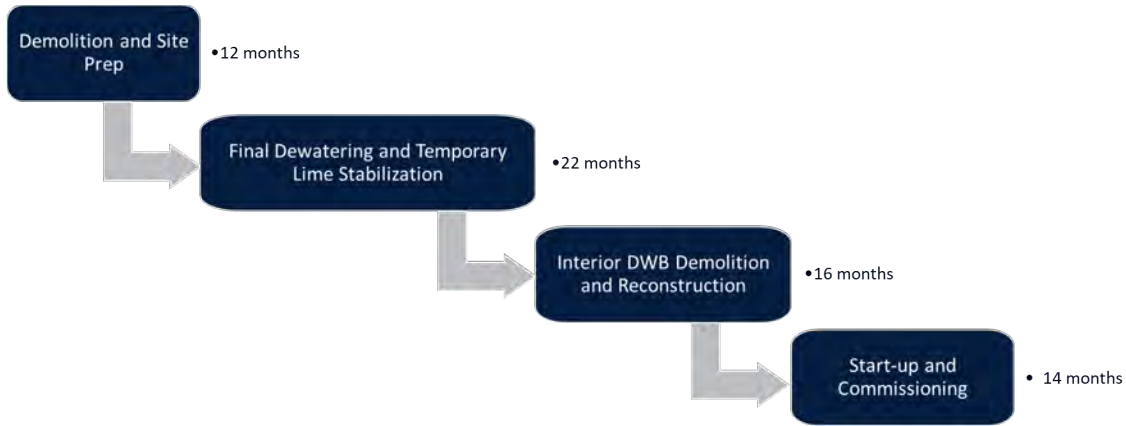 Demolition and Site
Prep
•12 months
Final Dewatering and Temporary
Lime Stabilization
•22 months
Interior DWB Demolition
and Reconstruction
•16 months
Start-up and
Commissioning
• 14 months